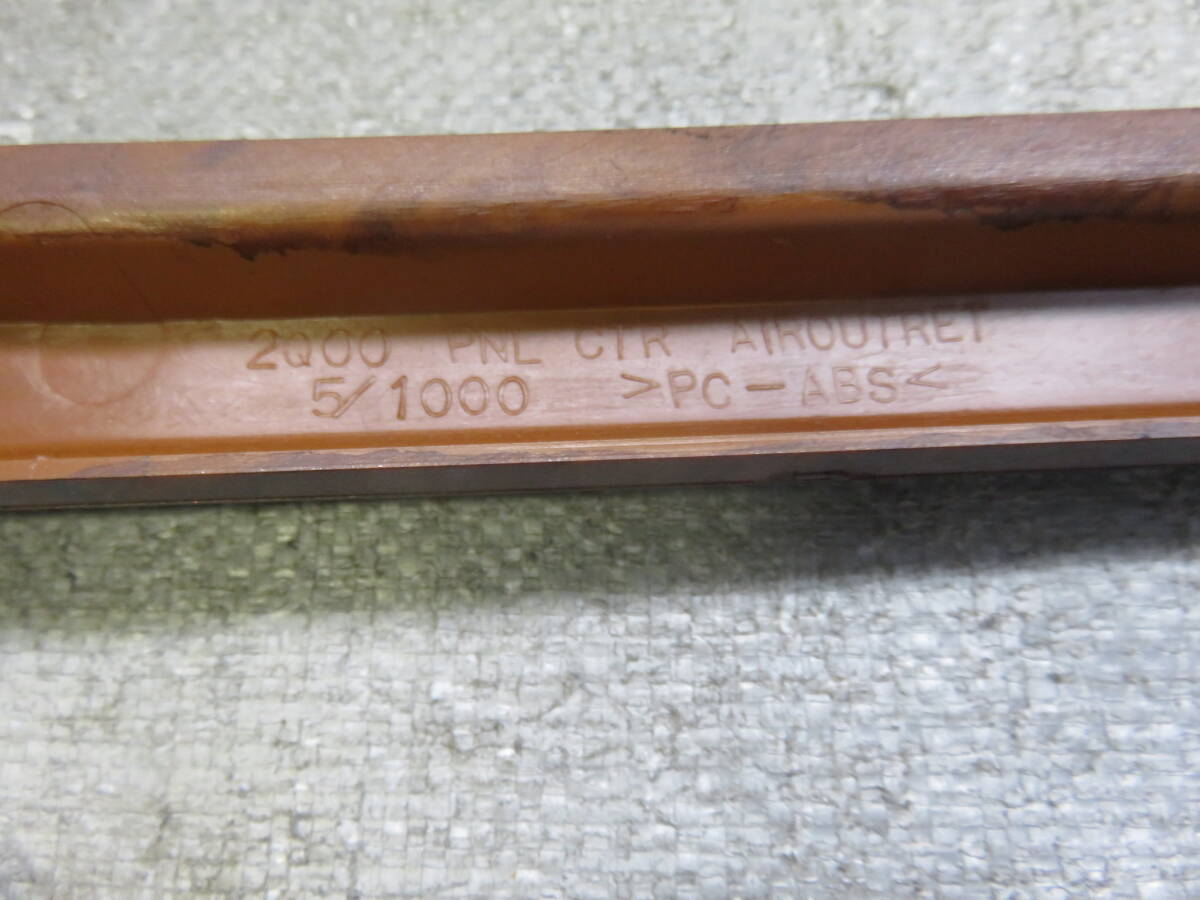 2Q00 PNL CTR AIROUTRET
5/1000 >PC-ABS<